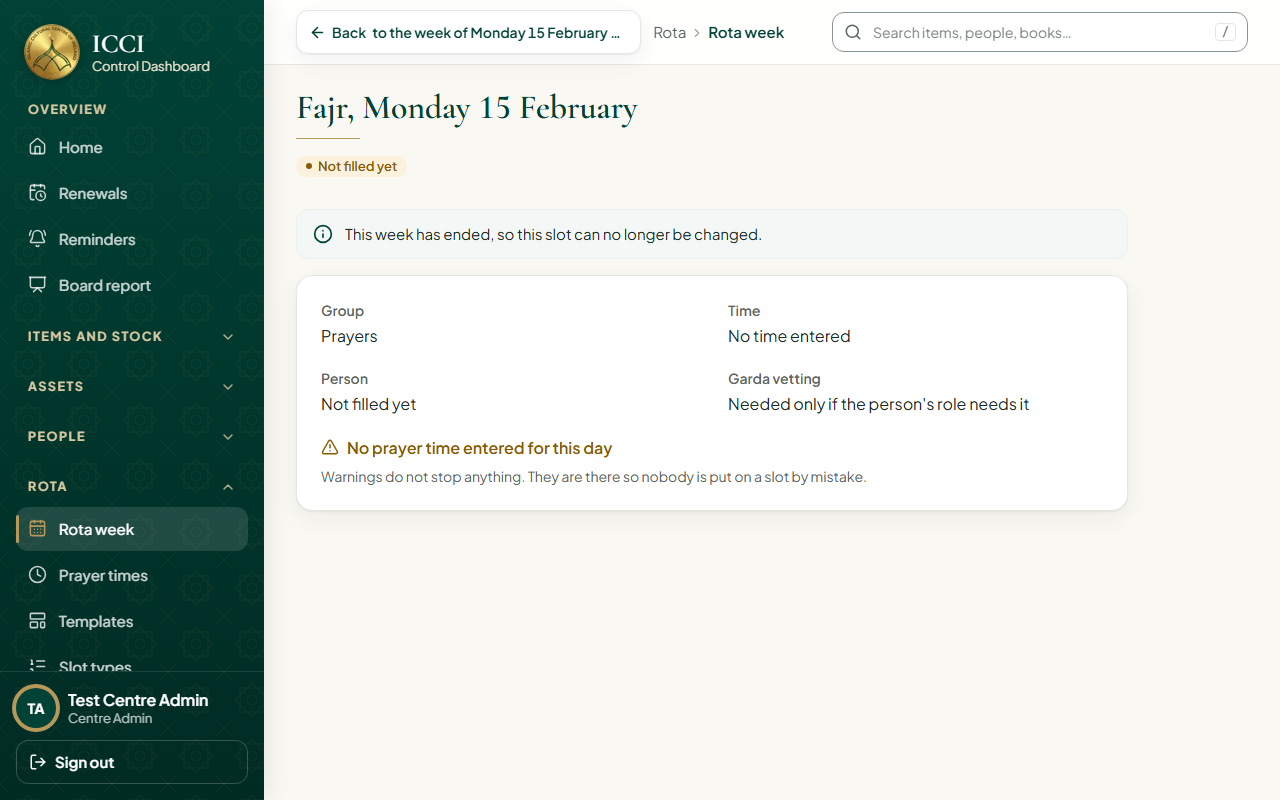 ICCI
Control Dashboard
OVERVIEW
Home
Renewals
Reminders
Board report
ITEMS AND STOCK
ASSETS
PEOPLE
ROTA
Rota week
Prayer times
Templates
Slot types
TA
Test Centre Admin
Centre Admin
Sign out
Back to the week of Monday 15 February …
Rota > Rota week
Search items, people, books…
/
Fajr, Monday 15 February
Not filled yet
This week has ended, so this slot can no longer be changed.
Group
Prayers
Time
No time entered
Person
Not filled yet
Garda vetting
Needed only if the person's role needs it
No prayer time entered for this day
Warnings do not stop anything. They are there so nobody is put on a slot by mistake.